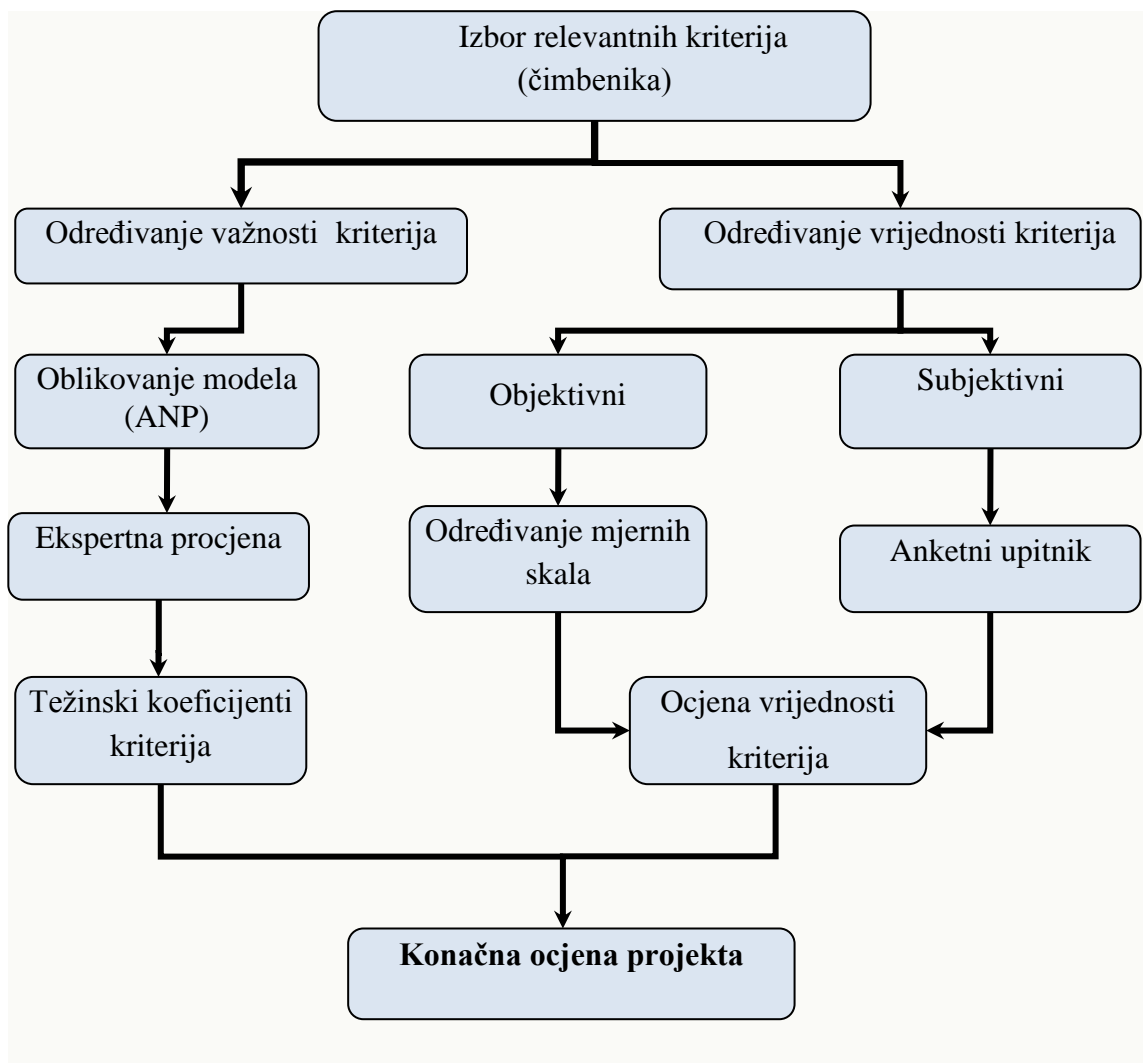 Izbor relevantnih kriterija
(čimbenika)
Određivanje važnosti kriterija
Određivanje vrijednosti kriterija
Oblikovanje modela
(ANP)
Objektivni
Subjektivni
Ekspertna procjena
Određivanje mjernih
skala
Anketni upitnik
Težinski koeficijenti
kriterija
Ocjena vrijednosti
kriterija
Konačna ocjena projekta